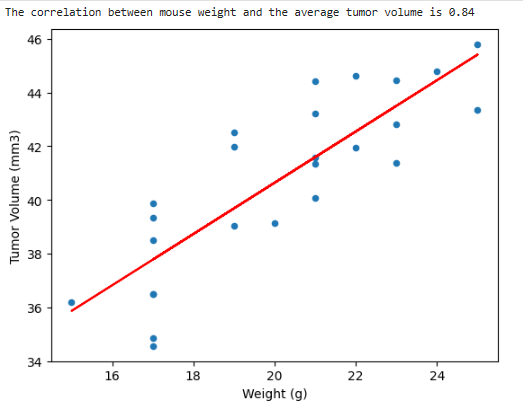 The correlation between mouse weight and the average tumor volume is 0.84
46
44
42
40
38
36
34
Tumor Volume (mm3)
16 18 20 22 24
Weight (g)